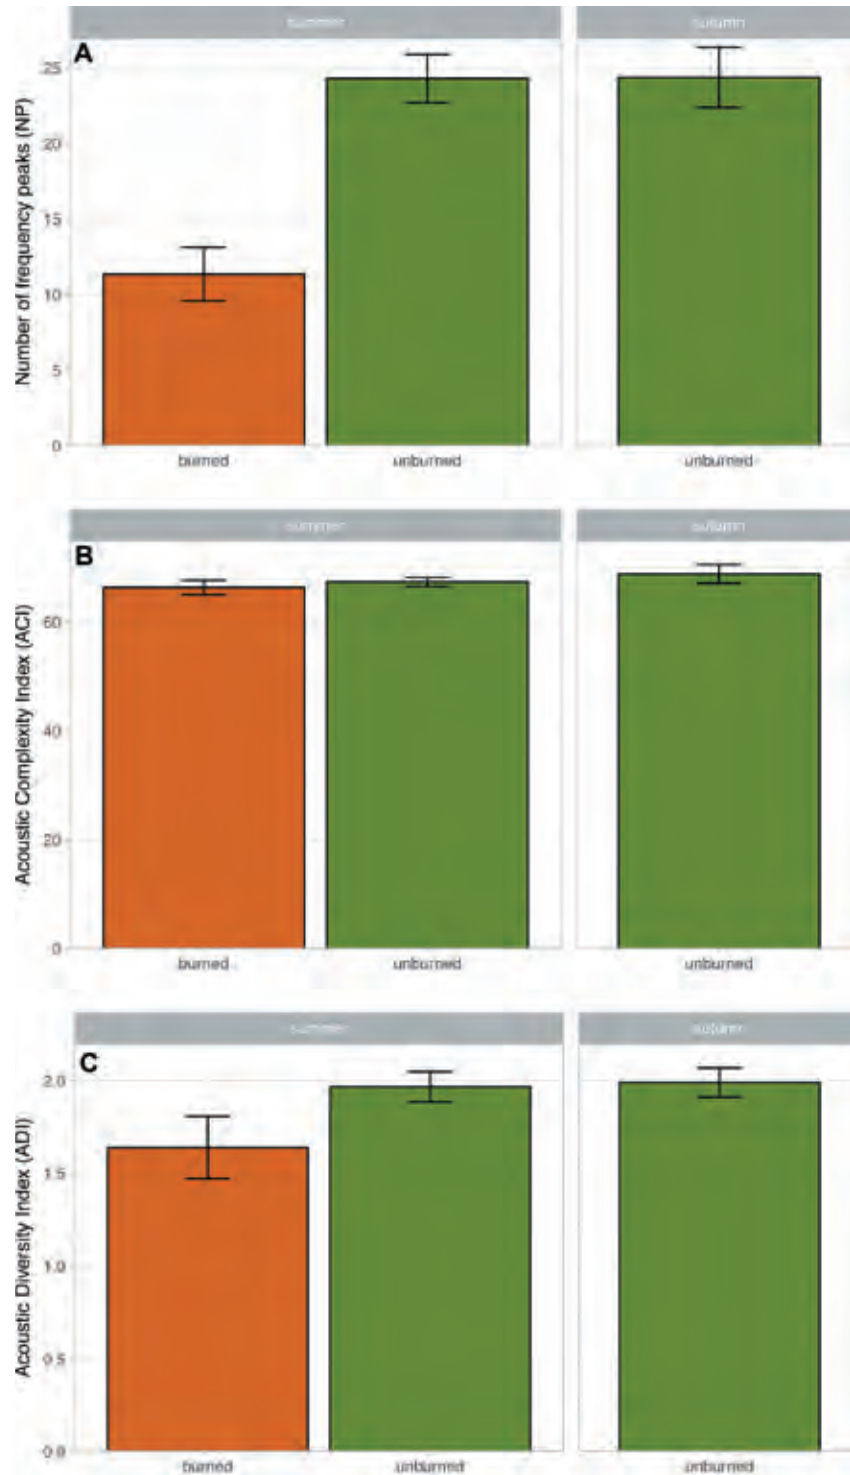 summer autumn
A
Number of frequency peaks (NP)
25
20
15
10
5
0
burned unburned unburned
summer autumn
B
Acoustic Complexity Index (ACI)
60
40
20
0
burned unburned unburned
summer autumn
C
Acoustic Diversity Index (ADI)
2.0
1.5
1.0
0.5
0.0
burned unburned unburned